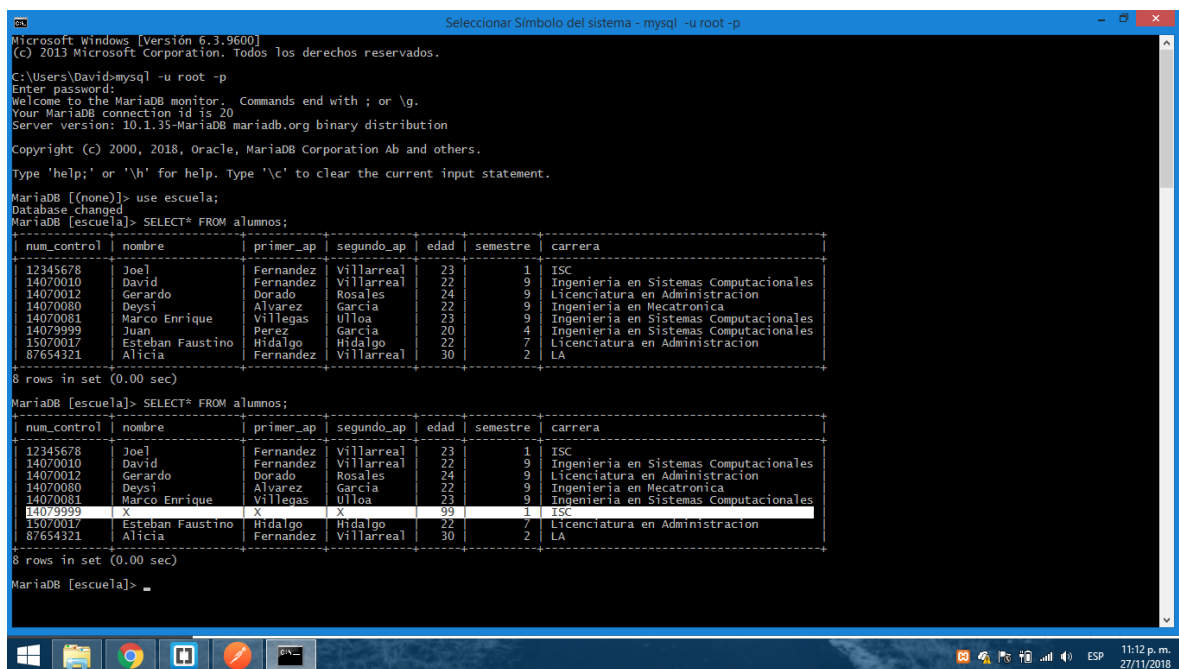 Seleccionar Símbolo del sistema - mysql -u root -p
Microsoft Windows [Versión 6.3.9600]
(c) 2013 Microsoft Corporation. Todos los derechos reservados.
C:\Users\David>mysql -u root -p
Enter password:
Welcome to the MariaDB monitor.  Commands end with ; or \g.
Your MariaDB connection id is 20
Server version: 10.1.35-MariaDB mariadb.org binary distribution
Copyright (c) 2000, 2018, Oracle, MariaDB Corporation Ab and others.
Type 'help;' or '\h' for help. Type '\c' to clear the current input statement.
MariaDB [(none)]> use escuela;
Database changed
MariaDB [escuela]> SELECT* FROM alumnos;
| num_control | nombre | primer_ap | segundo_ap | edad | semestre | carrera |
| 12345678 | Joel | Fernandez | Villarreal | 23 | 1 | ISC |
| 14070010 | David | Fernandez | Villarreal | 22 | 9 | Ingenieria en Sistemas Computacionales |
| 14070012 | Gerardo | Dorado | Rosales | 24 | 9 | Licenciatura en Administracion |
| 14070080 | Deysi | Alvarez | Garcia | 22 | 9 | Ingenieria en Mecatronica |
| 14070081 | Marco Enrique | Villegas | Ulloa | 23 | 9 | Ingenieria en Sistemas Computacionales |
| 14079999 | Juan | Perez | Garcia | 20 | 4 | Ingenieria en Sistemas Computacionales |
| 15070017 | Esteban Faustino | Hidalgo | Hidalgo | 22 | 7 | Licenciatura en Administracion |
| 87654321 | Alicia | Fernandez | Villarreal | 30 | 2 | LA |
8 rows in set (0.00 sec)
MariaDB [escuela]> SELECT* FROM alumnos;
| num_control | nombre | primer_ap | segundo_ap | edad | semestre | carrera |
| 12345678 | Joel | Fernandez | Villarreal | 23 | 1 | ISC |
| 14070010 | David | Fernandez | Villarreal | 22 | 9 | Ingenieria en Sistemas Computacionales |
| 14070012 | Gerardo | Dorado | Rosales | 24 | 9 | Licenciatura en Administracion |
| 14070080 | Deysi | Alvarez | Garcia | 22 | 9 | Ingenieria en Mecatronica |
| 14070081 | Marco Enrique | Villegas | Ulloa | 23 | 9 | Ingenieria en Sistemas Computacionales |
| 14079999 | X | X | X | 99 | 1 | ISC |
| 15070017 | Esteban Faustino | Hidalgo | Hidalgo | 22 | 7 | Licenciatura en Administracion |
| 87654321 | Alicia | Fernandez | Villarreal | 30 | 2 | LA |
8 rows in set (0.00 sec)
MariaDB [escuela]> _
ESP
11:12 p. m.
27/11/2018